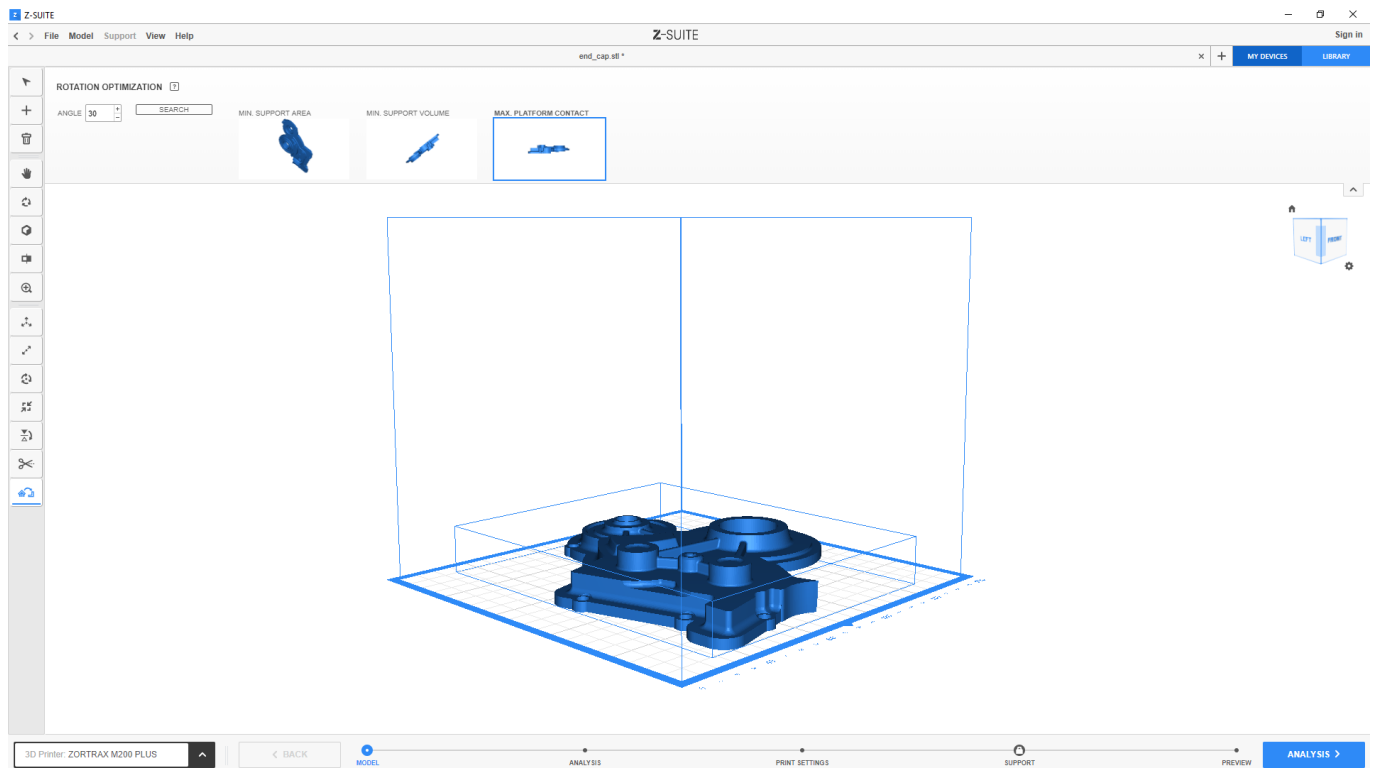 Z-SUITE
File Model Support View Help
Z-SUITE
Sign in
end_cap.stl *
MY DEVICES
LIBRARY
ROTATION OPTIMIZATION ?
ANGLE 30
SEARCH
MIN. SUPPORT AREA
MIN. SUPPORT VOLUME
MAX. PLATFORM CONTACT
LEFT
FRONT
3D Printer: ZORTRAX M200 PLUS
BACK
MODEL
ANALYSIS
PRINT SETTINGS
SUPPORT
PREVIEW
ANALYSIS